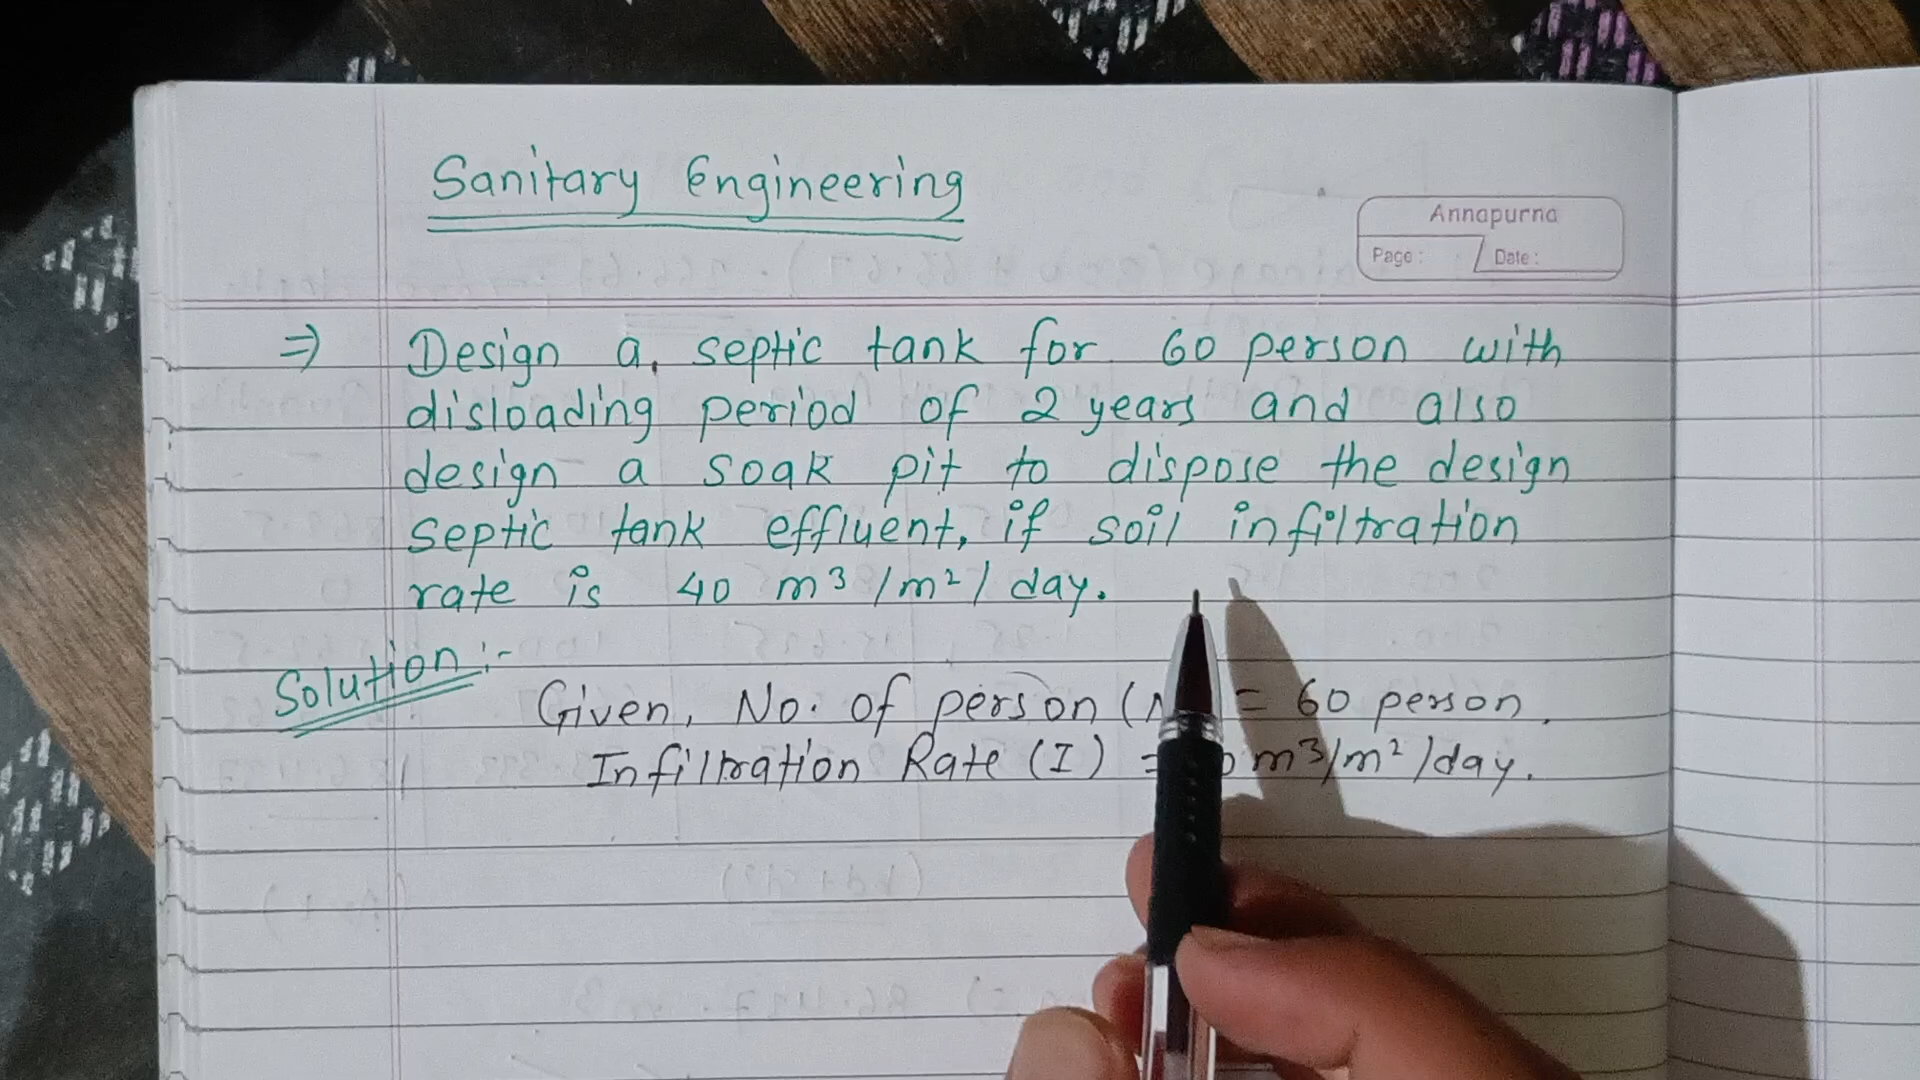 Sanitary Engineering
Annapurna
Page :
Date :
⇒ Design a septic tank for 60 person with
disloading period of 2 years and also
design a soak pit to dispose the design
septic tank effluent, if soil infiltration
rate is 40 m³/m²/day.
Solution :-
Given, No. of person ( = 60 person.
Infiltration Rate (I) = m³/m²/day.